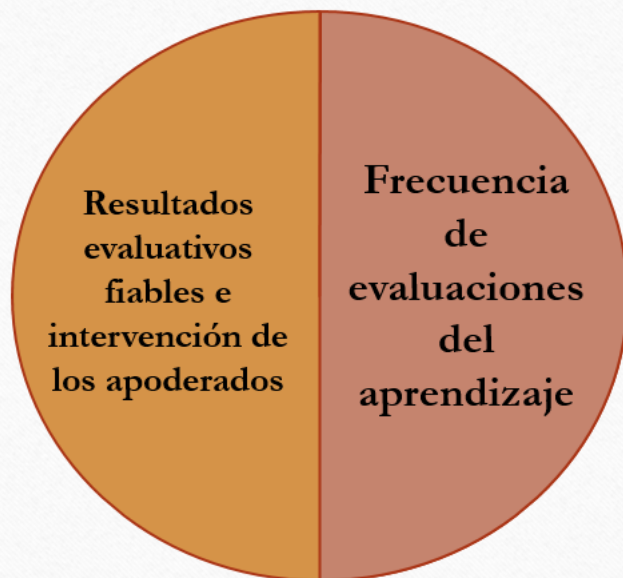 Resultados
evaluativos
fiables e
intervención de
los apoderados
Frecuencia
de
evaluaciones
del
aprendizaje